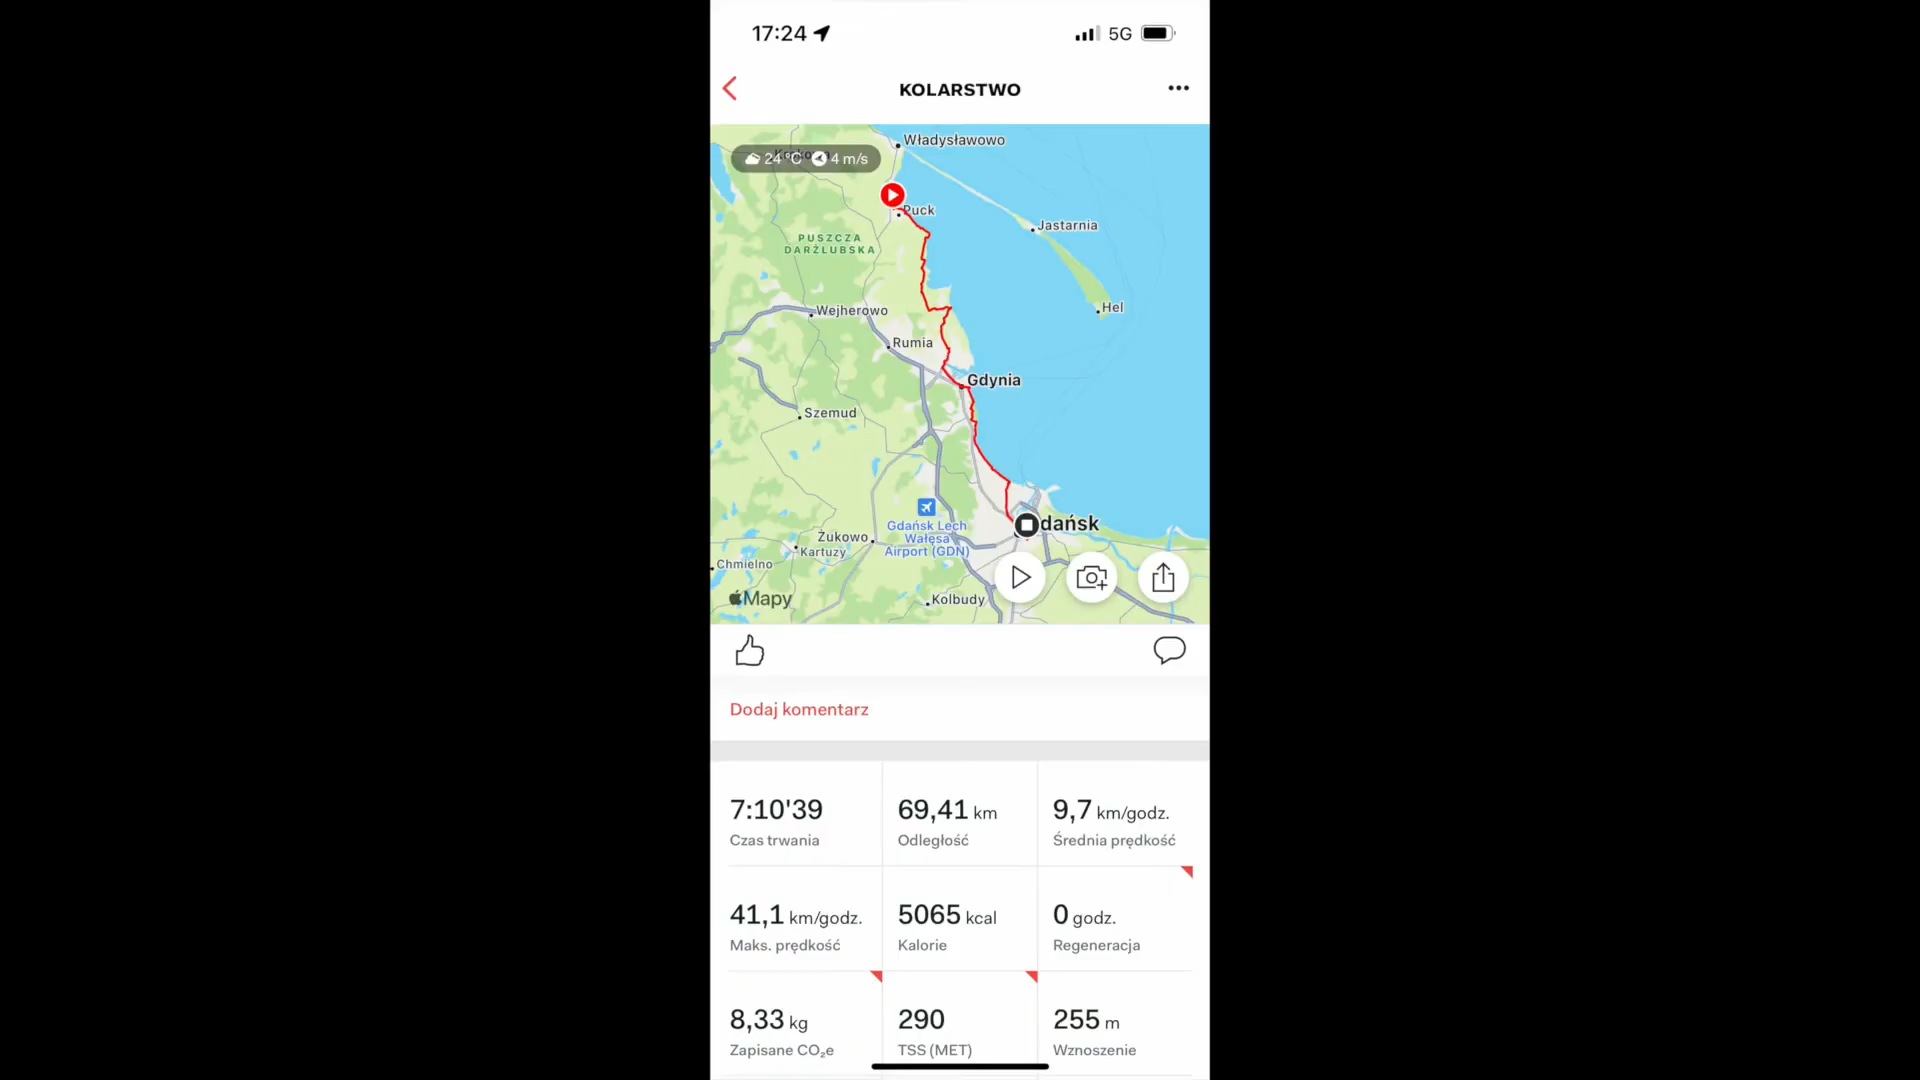 17:24
5G
KOLARSTWO
Władysławowo
24 °C 4 m/s
Puck
Jastarnia
PUSZCZA
DARŻLUBSKA
Hel
Wejherowo
Rumia
Gdynia
Szemud
dańsk
Gdańsk Lech
Wałęsa
Airport (GDN)
Żukowo
Kartuzy
Chmielno
Mapy
Kolbudy
Dodaj komentarz
7:10'39
Czas trwania
69,41 km
Odległość
9,7 km/godz.
Średnia prędkość
41,1 km/godz.
Maks. prędkość
5065 kcal
Kalorie
0 godz.
Regeneracja
8,33 kg
Zapisane CO₂e
290
TSS (MET)
255 m
Wznoszenie